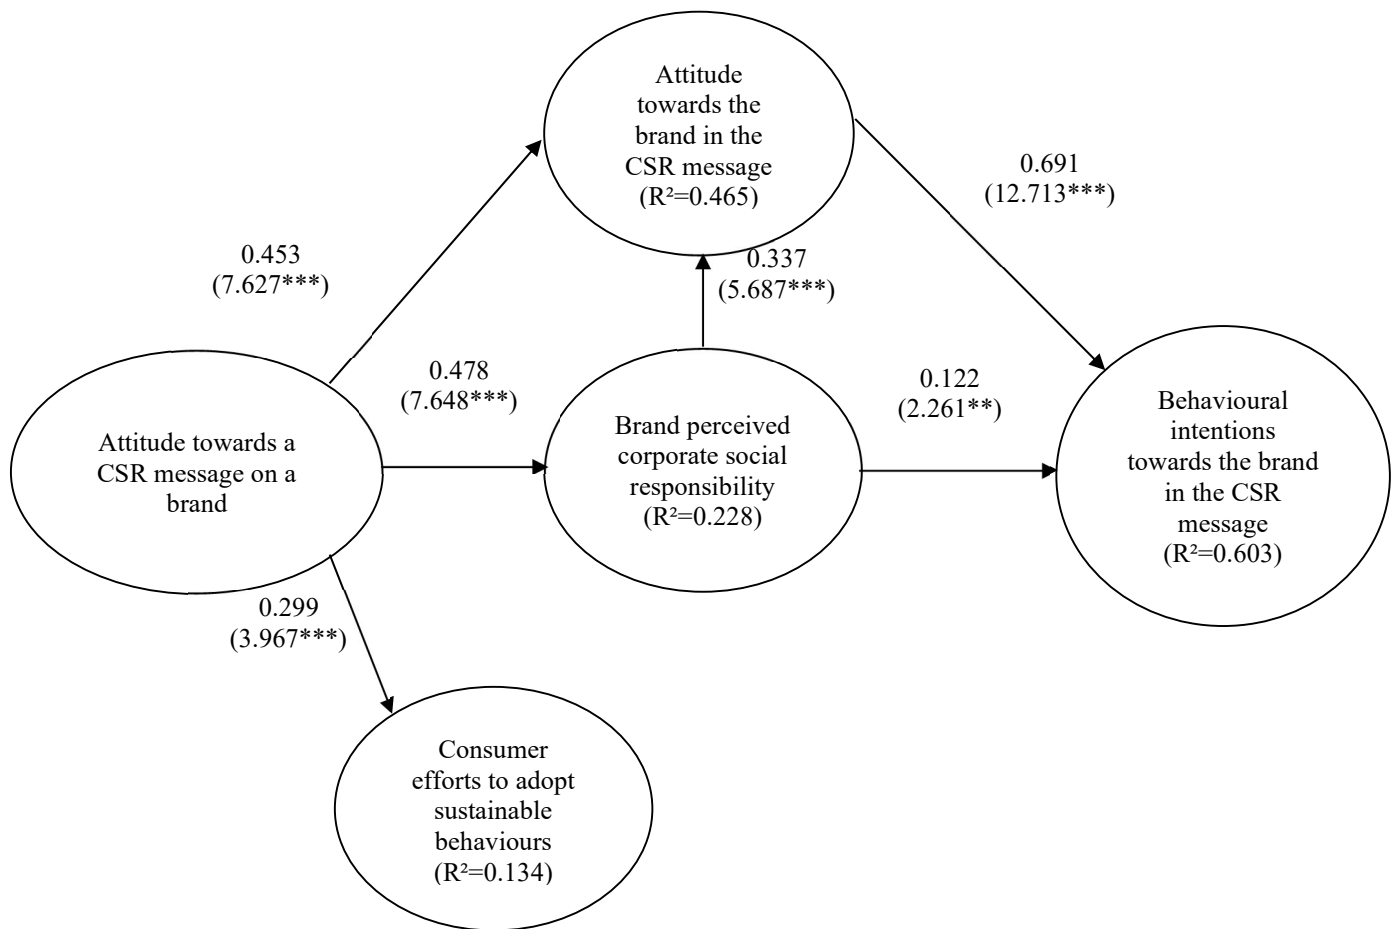 Attitude
towards the
brand in the
CSR message
(R²=0.465)
0.691
(12.713***)
0.453
(7.627***)
0.337
(5.687***)
0.478
(7.648***)
0.122
(2.261**)
Attitude towards a
CSR message on a
brand
Brand perceived
corporate social
responsibility
(R²=0.228)
Behavioural
intentions
towards the brand
in the CSR
message
(R²=0.603)
0.299
(3.967***)
Consumer
efforts to adopt
sustainable
behaviours
(R²=0.134)